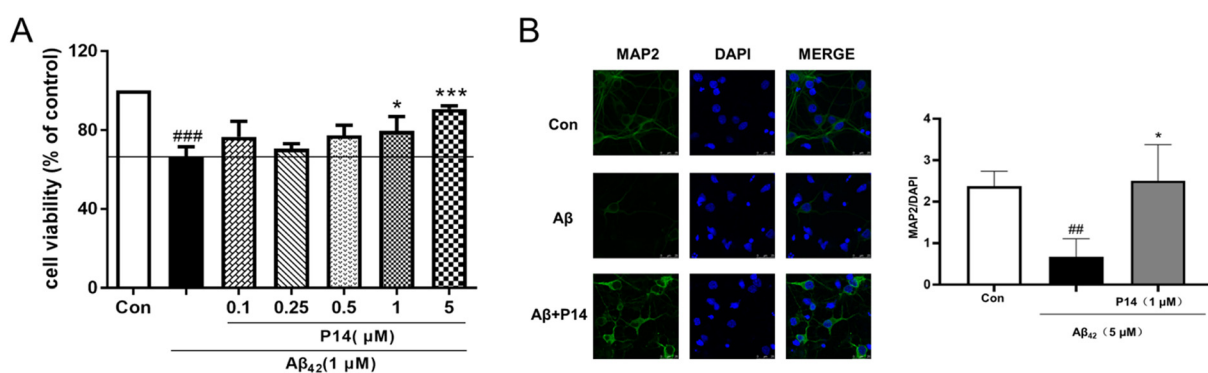 A
cell viability (% of control)
120
80
40
0
###
*
***
Con
0.1
0.25
0.5
1
5
P14( μM)
Aβ42(1 μM)
B
MAP2
DAPI
MERGE
Con
Aβ
Aβ+P14
MAP2/DAPI
4
3
2
1
0
##
*
Con
P14（1 μM）
Aβ42（5 μM）